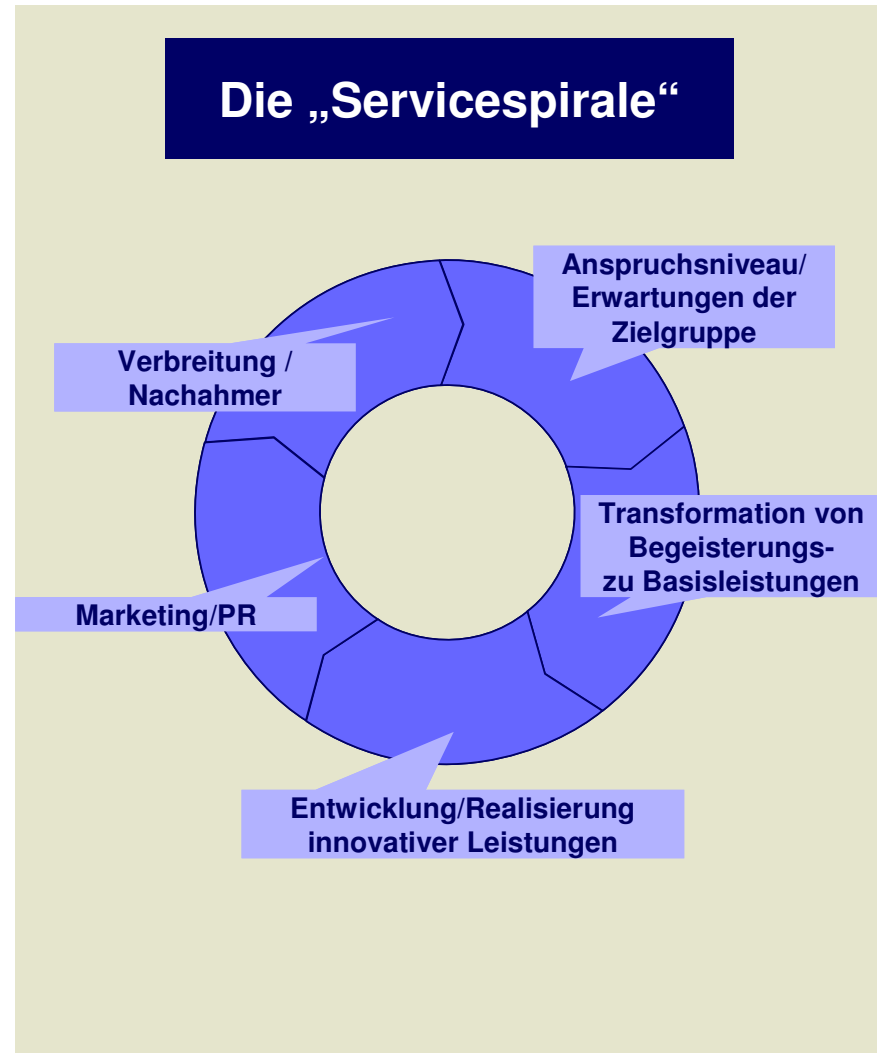 Die „Servicespirale“
Anspruchsniveau/
Erwartungen der
Zielgruppe
Verbreitung /
Nachahmer
Transformation von
Begeisterungs-
zu Basisleistungen
Marketing/PR
Entwicklung/Realisierung
innovativer Leistungen